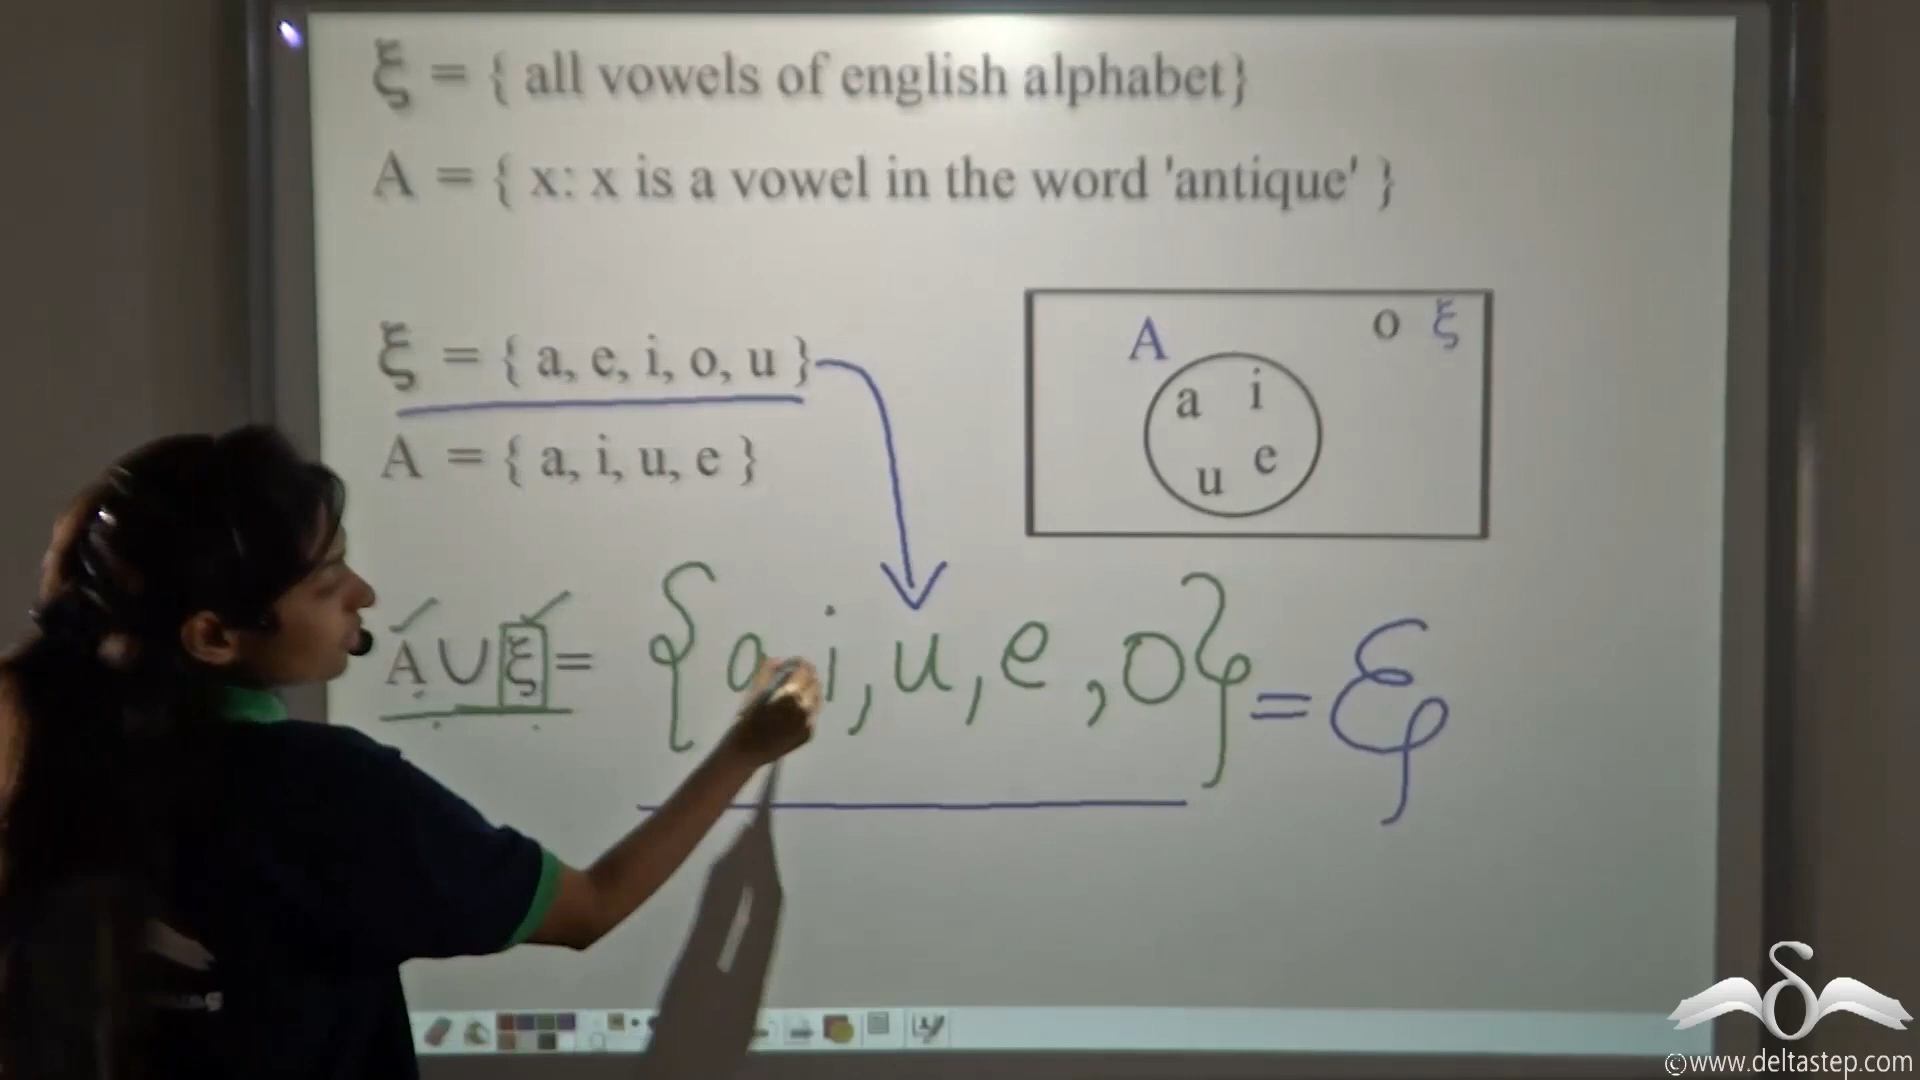 ξ = { all vowels of english alphabet}
A = { x: x is a vowel in the word 'antique' }
ξ = { a, e, i, o, u }
A = { a, i, u, e }
A o ξ
a i
u e
A ∪ ξ = { a, i, u, e, o } = ξ
©www.deltastep.com